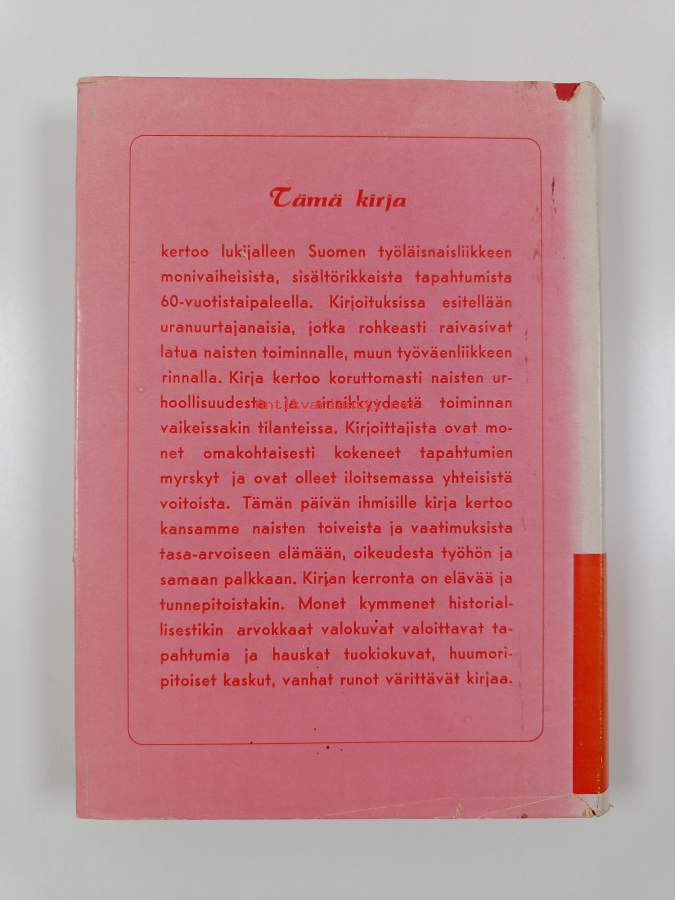 Tämä kirja
kertoo lukijalleen Suomen työläisnaisliikkeen
monivaiheisista, sisältörikkaista tapahtumista
60-vuotistaipaleella. Kirjoituksissa esitellään
uranuurtajanaisia, jotka rohkeasti raivasivat
latua naisten toiminnalle, muun työväenliikkeen
rinnalla. Kirja kertoo koruttomasti naisten ur-
hoollisuudesta ja sitkeydestä toiminnan
vaikeissakin tilanteissa. Kirjoittajista ovat mo-
net omakohtaisesti kokeneet tapahtumien
myrskyt ja ovat olleet iloitsemassa yhteisistä
voitoista. Tämän päivän ihmisille kirja kertoo
kansamme naisten toiveista ja vaatimuksista
tasa-arvoiseen elämään, oikeudesta työhön ja
samaan palkkaan. Kirjan kerronta on elävää ja
tunnepitoistakin. Monet kymmenet historial-
lisestikin arvokkaat valokuvat valoittavat ta-
pahtumia ja hauskat tuokiokuvat, huumori-
pitoiset kaskut, vanhat runot värittävät kirjaa.